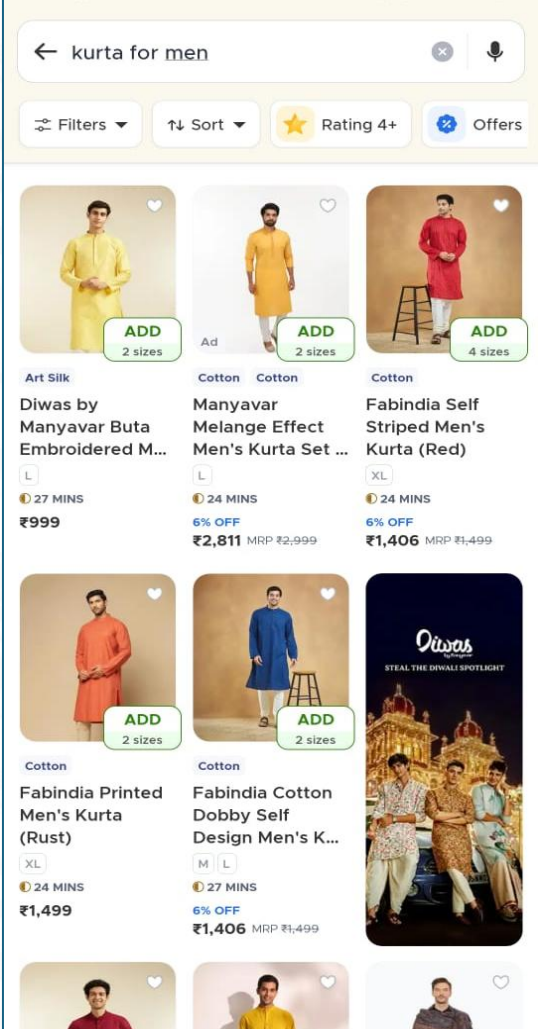 kurta for men
Filters
Sort
Rating 4+
Offers
ADD
2 sizes
Art Silk
Diwas by
Manyavar Buta
Embroidered M...
L
27 MINS
₹999
Ad
ADD
2 sizes
Cotton Cotton
Manyavar
Melange Effect
Men's Kurta Set ...
L
24 MINS
6% OFF
₹2,811 MRP ₹2,999
ADD
4 sizes
Cotton
Fabindia Self
Striped Men's
Kurta (Red)
XL
24 MINS
6% OFF
₹1,406 MRP ₹1,499
ADD
2 sizes
Cotton
Fabindia Printed
Men's Kurta
(Rust)
XL
24 MINS
₹1,499
ADD
2 sizes
Cotton
Fabindia Cotton
Dobby Self
Design Men's K...
M L
27 MINS
6% OFF
₹1,406 MRP ₹1,499
Diwas
STEAL THE DIWALI SPOTLIGHT